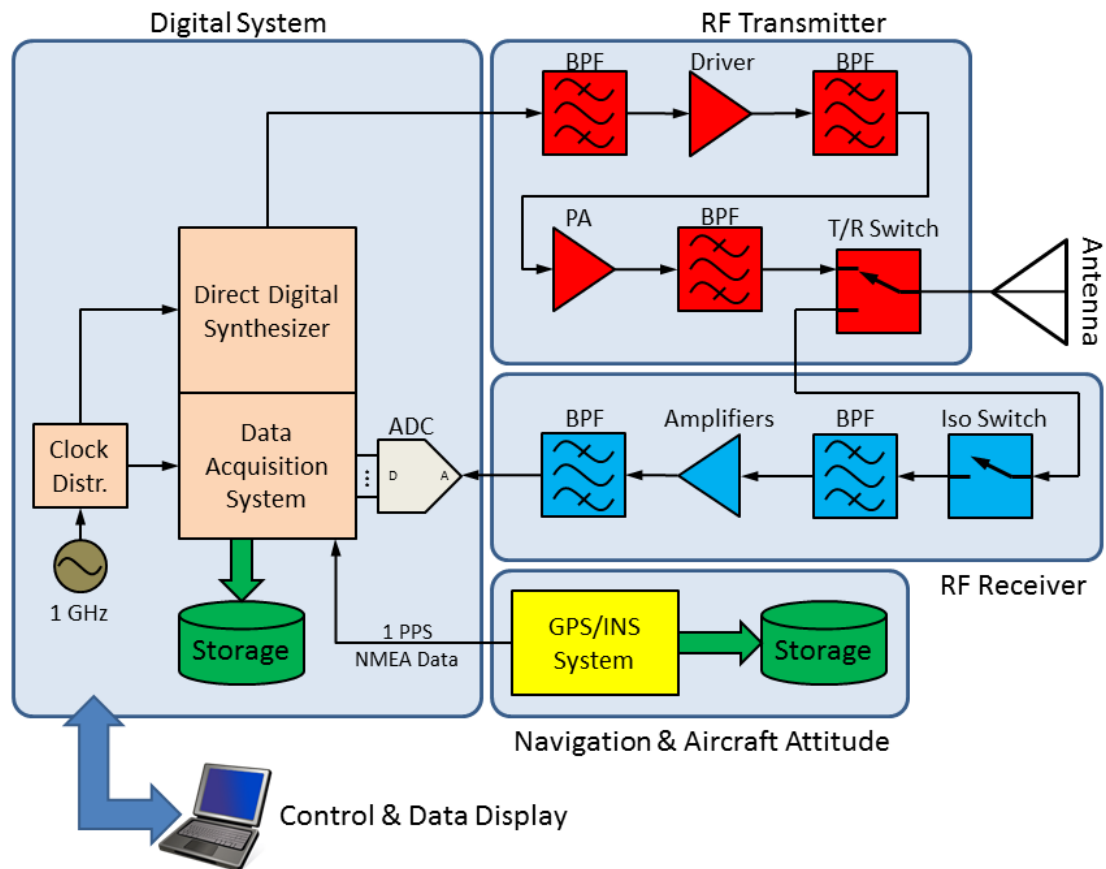 Digital System
RF Transmitter
BPF
Driver
BPF
PA
BPF
T/R Switch
Antenna
Direct Digital
Synthesizer
Clock
Distr.
Data
Acquisition
System
ADC
D
A
BPF
Amplifiers
BPF
Iso Switch
RF Receiver
1 GHz
Storage
1 PPS
NMEA Data
GPS/INS
System
Storage
Navigation & Aircraft Attitude
Control & Data Display